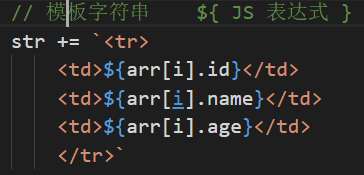 // 模板字符串     ${ JS 表达式 }
str += `<tr>
    <td>${arr[i].id}</td>
    <td>${arr[i].name}</td>
    <td>${arr[i].age}</td>
    </tr>`